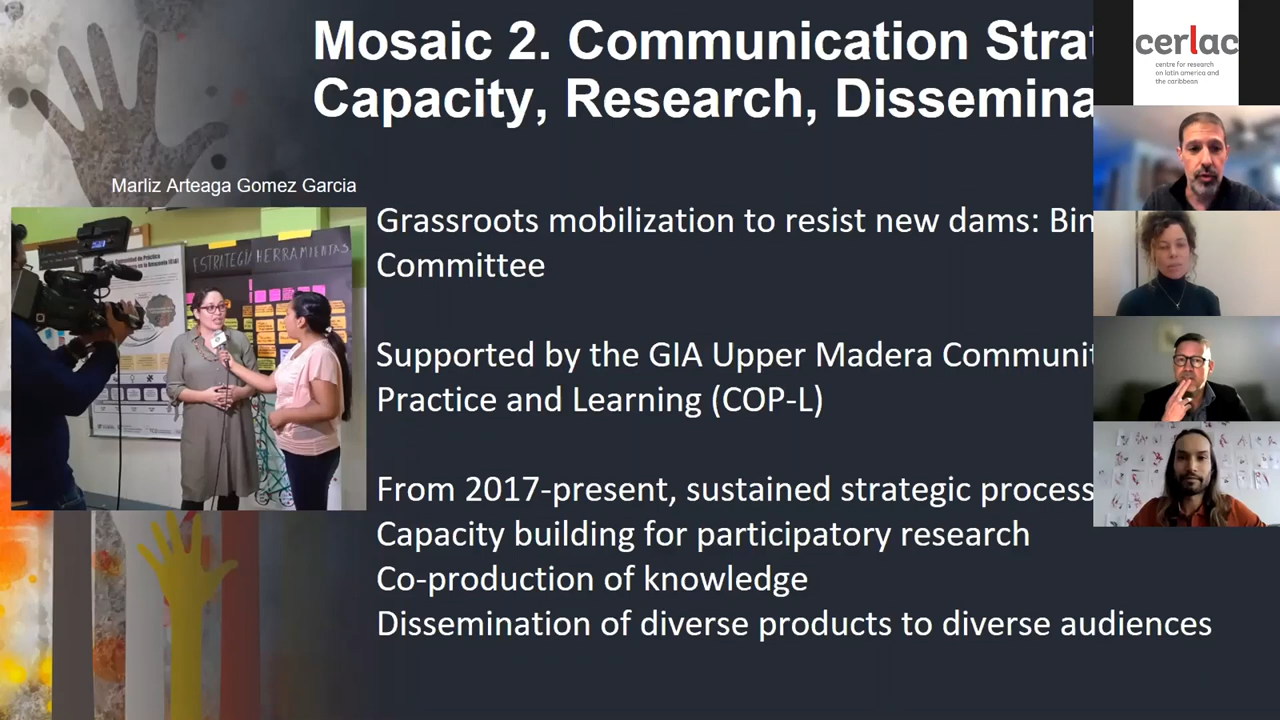 Mosaic 2. Communication Strat
Capacity, Research, Dissemina
cerlac
centre for research
on latin america and
the caribbean
Marliz Arteaga Gomez Garcia
Grassroots mobilization to resist new dams: Bin
Committee
ESTRATEGIA HERRAMIENTAS
Supported by the GIA Upper Madera Communit
Practice and Learning (COP-L)
From 2017-present, sustained strategic process
Capacity building for participatory research
Co-production of knowledge
Dissemination of diverse products to diverse audiences